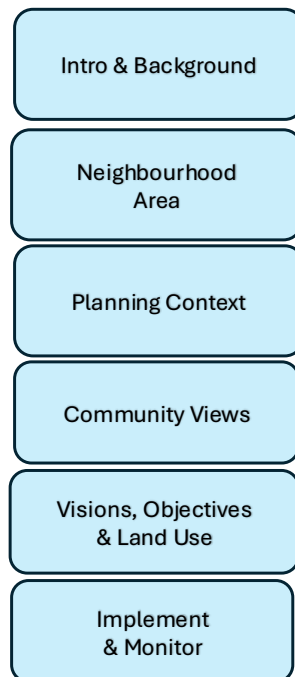 Intro & Background
Neighbourhood
Area
Planning Context
Community Views
Visions, Objectives
& Land Use
Implement
& Monitor